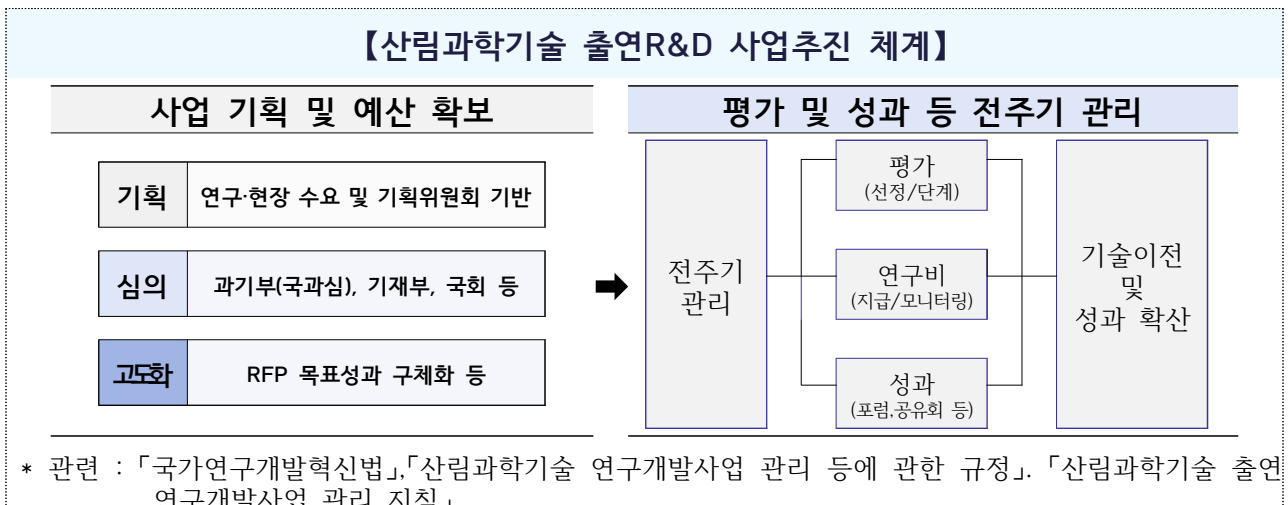 【산림과학기술 출연R&D 사업추진 체계】
사업 기획 및 예산 확보
기획 연구·현장 수요 및 기획위원회 기반
심의 과기부(국과심), 기재부, 국회 등
고도화 RFP 목표성과 구체화 등
평가 및 성과 등 전주기 관리
전주기
관리
평가
(선정/단계)
연구비
(지급/모니터링)
성과
(포럼,공유회 등)
기술이전
및
성과 확산
* 관련 : 「국가연구개발혁신법」,「산림과학기술 연구개발사업 관리 등에 관한 규정」. 「산림과학기술 출연
연구개발사업 관리 지침」